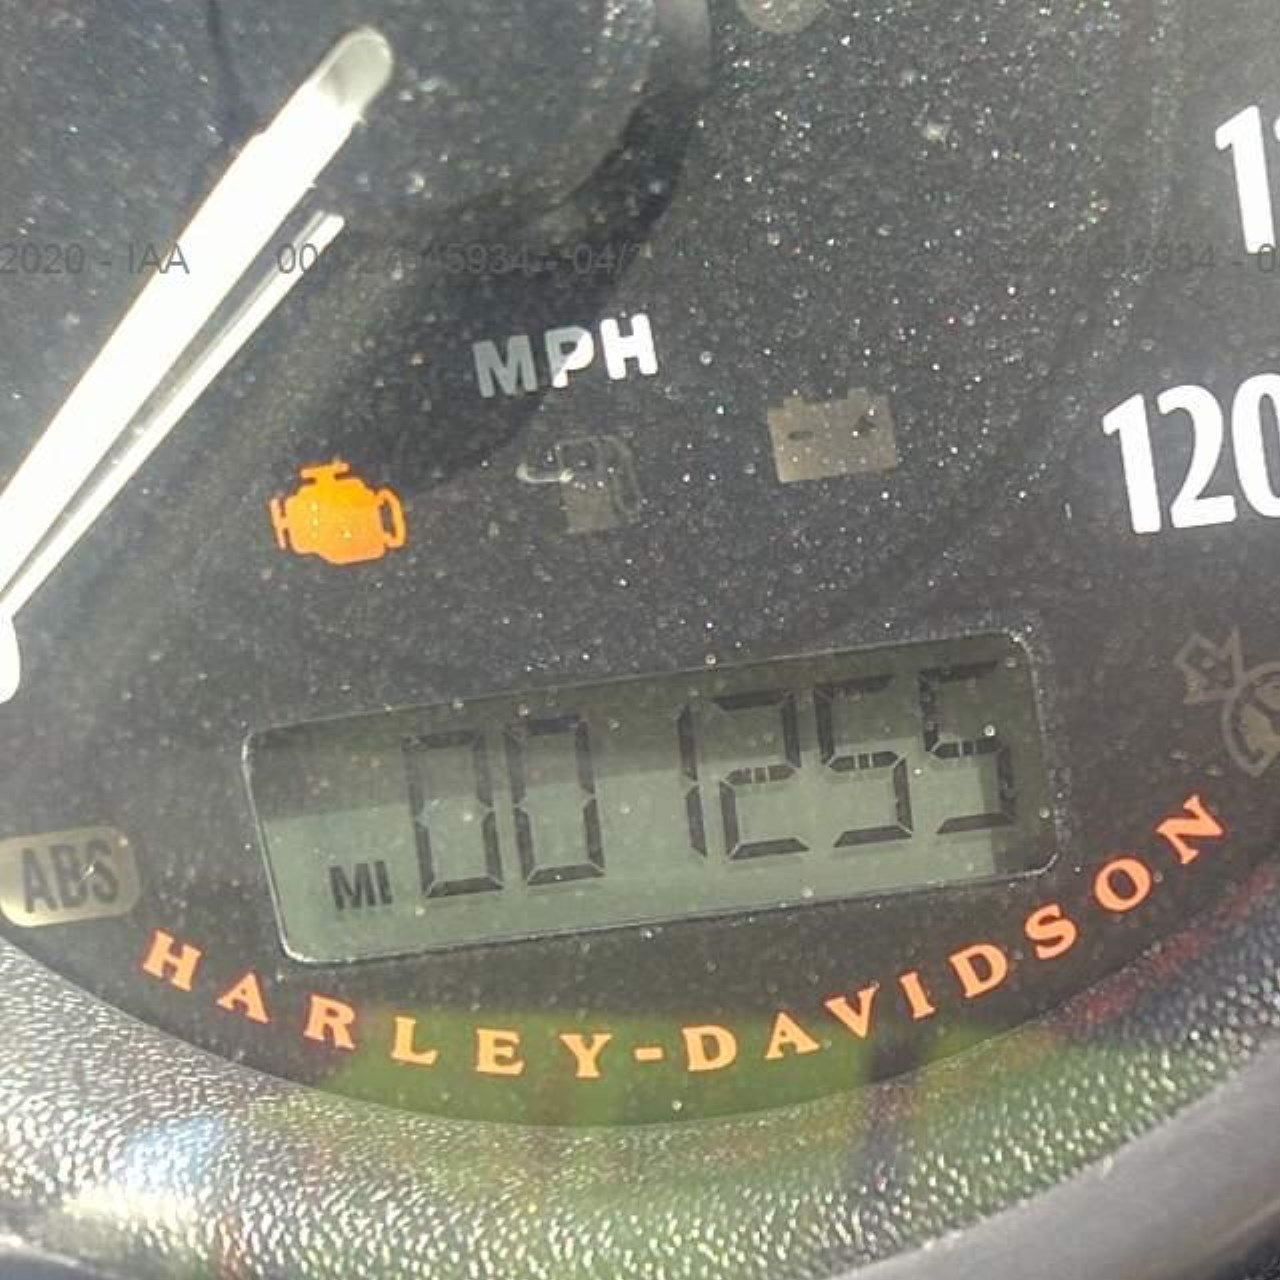 2020 - IAA
MPH
120
MI 001255
ABS
HARLEY-DAVIDSON